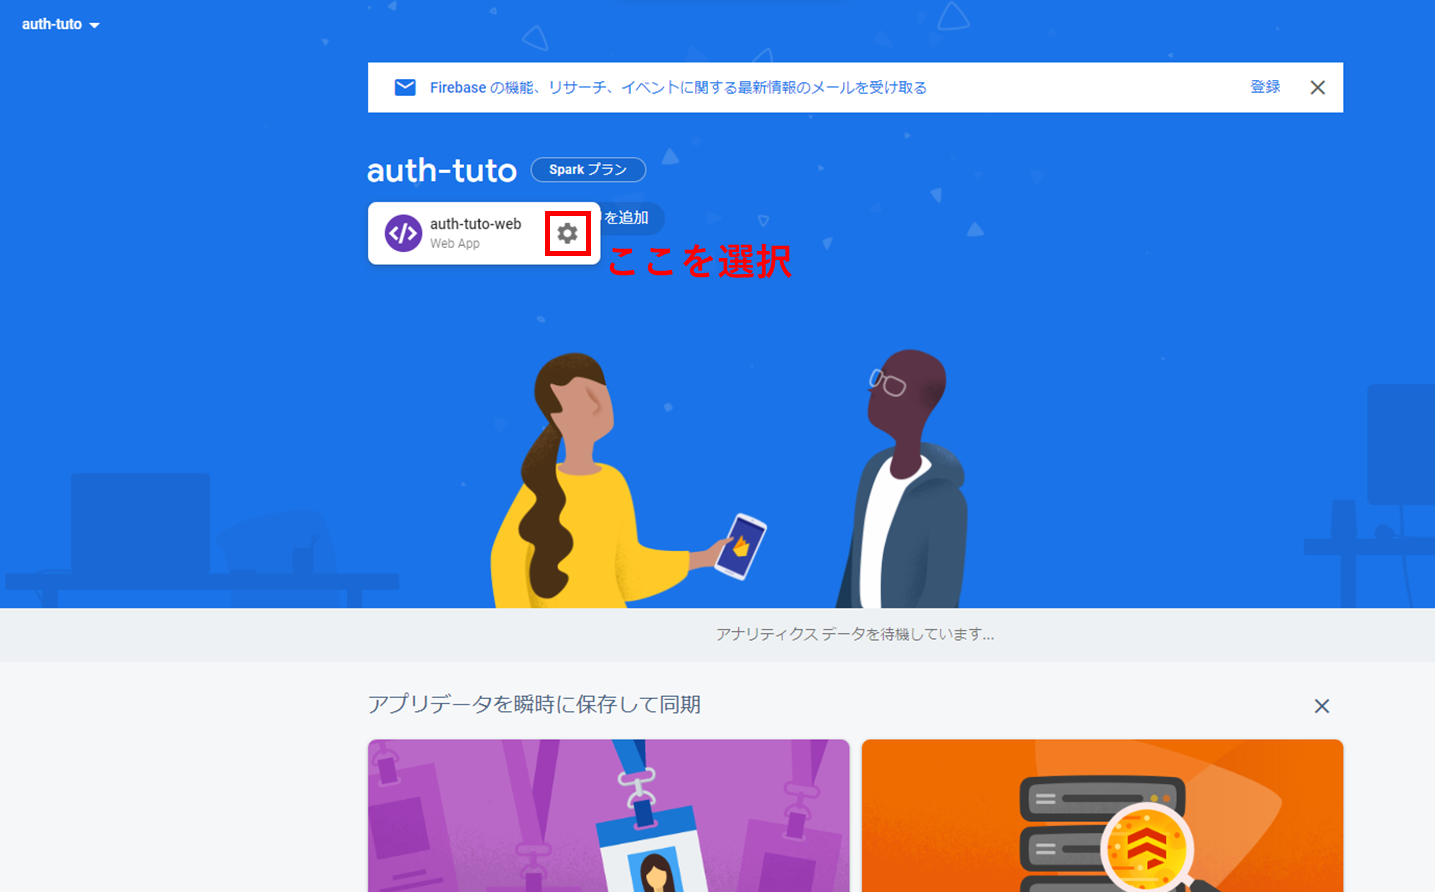 auth-tuto
Firebase の機能、リサーチ、イベントに関する最新情報のメールを受け取る
登録
auth-tuto
Spark プラン
auth-tuto-web
Web App
を追加
ここを選択
アナリティクス データを待機しています...
アプリデータを瞬時に保存して同期